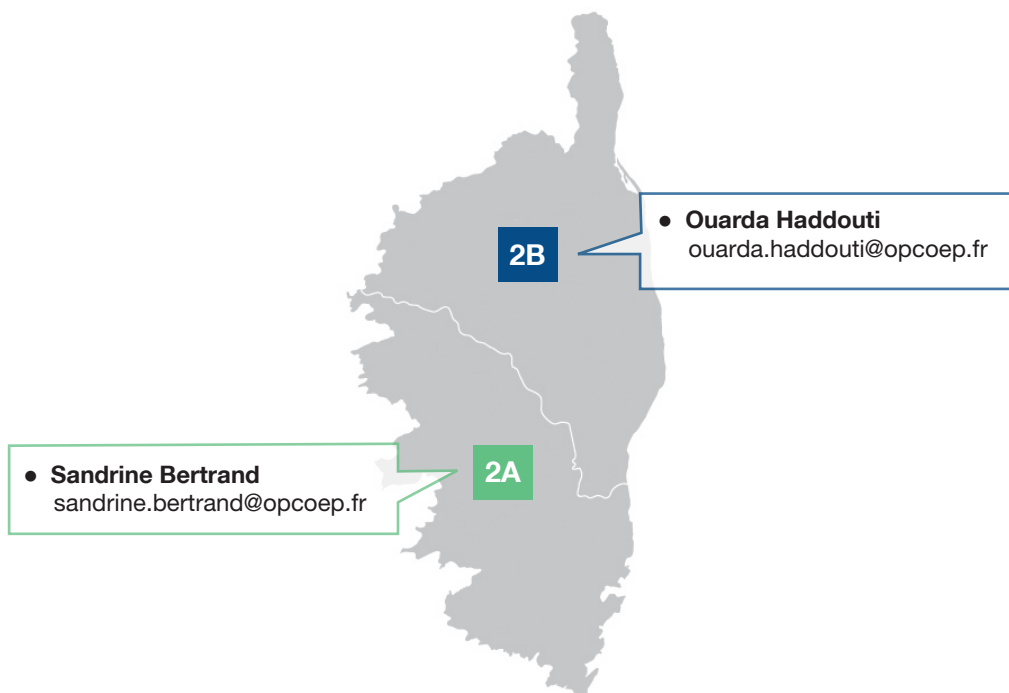 ● Ouarda Haddouti
ouarda.haddouti@opcoep.fr
2B
2A
● Sandrine Bertrand
sandrine.bertrand@opcoep.fr